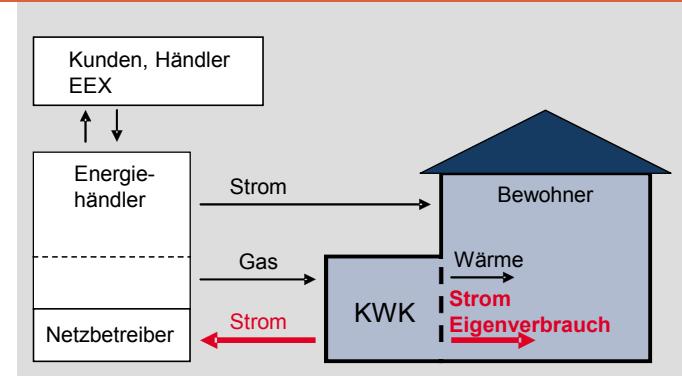 Kunden, Händler
EEX
Energie-
händler
Strom
Bewohner
Gas
Wärme
KWK
Strom
Eigenverbrauch
Netzbetreiber
Strom